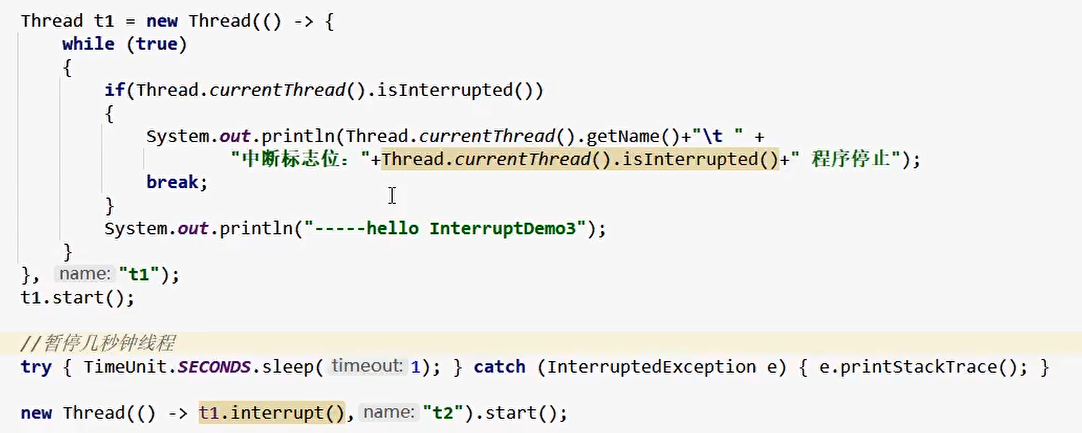 Thread t1 = new Thread(() -> {
    while (true)
    {
        if(Thread.currentThread().isInterrupted())
        {
            System.out.println(Thread.currentThread().getName()+"\t " +
                    "中断标志位："+Thread.currentThread().isInterrupted()+" 程序停止");
            break;
        }
        System.out.println("-----hello InterruptDemo3");
    }
}, name: "t1");
t1.start();
//暂停几秒钟线程
try { TimeUnit.SECONDS.sleep( timeout: 1); } catch (InterruptedException e) { e.printStackTrace(); }
new Thread(() -> t1.interrupt(), name: "t2").start();